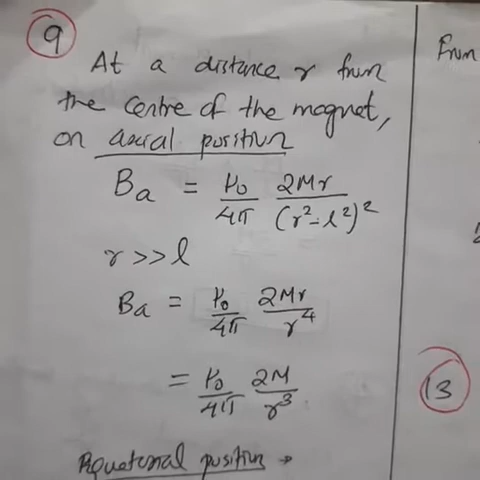 9
At a distance r from
the centre of the magnet,
on axial position
Ba = μ0/4π 2Mr/(r²-l²)²
r >> l
Ba = μ0/4π 2Mr/r⁴
= μ0/4π 2M/r³
Equatorial position →
From
13